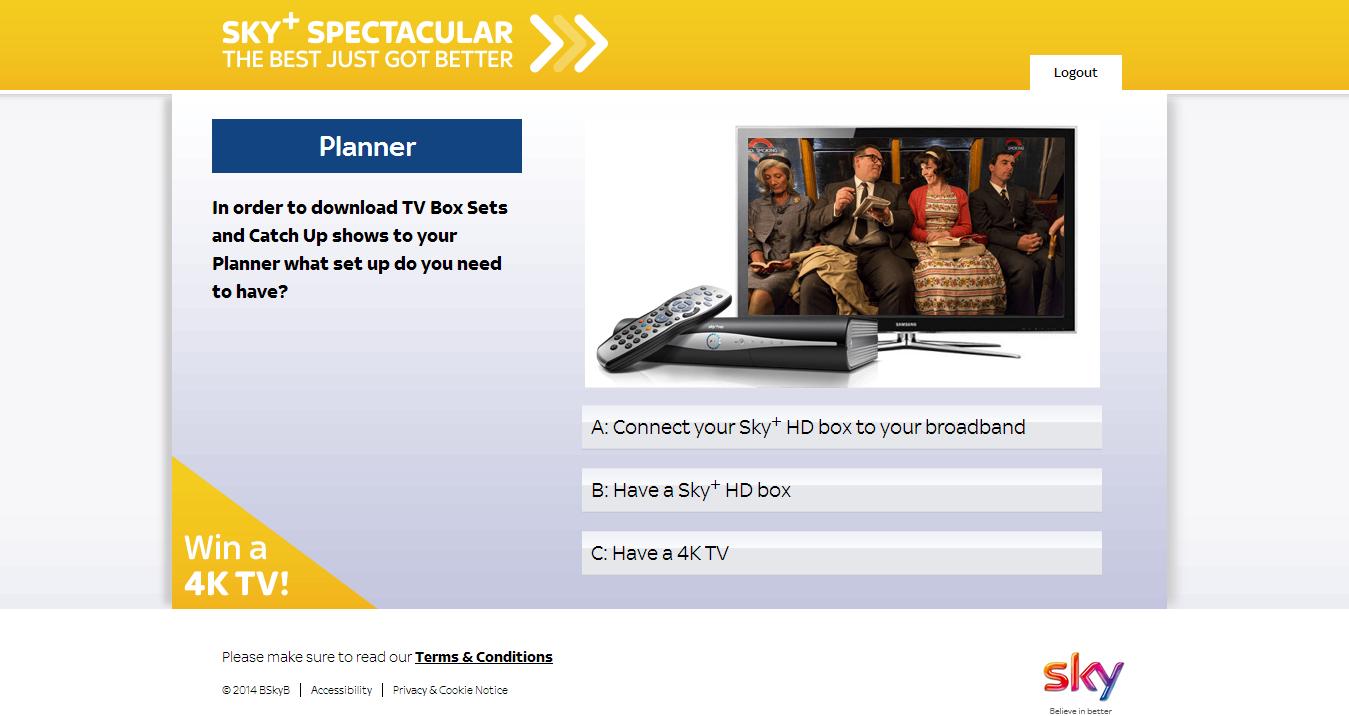 SKY+ SPECTACULAR
THE BEST JUST GOT BETTER
Logout
Planner
In order to download TV Box Sets
and Catch Up shows to your
Planner what set up do you need
to have?
SMOKING
SMOKING
SAMSUNG
A: Connect your Sky+ HD box to your broadband
B: Have a Sky+ HD box
C: Have a 4K TV
Win a
4K TV!
Please make sure to read our Terms & Conditions
© 2014 BSkyB | Accessibility | Privacy & Cookie Notice
sky
Believe in better